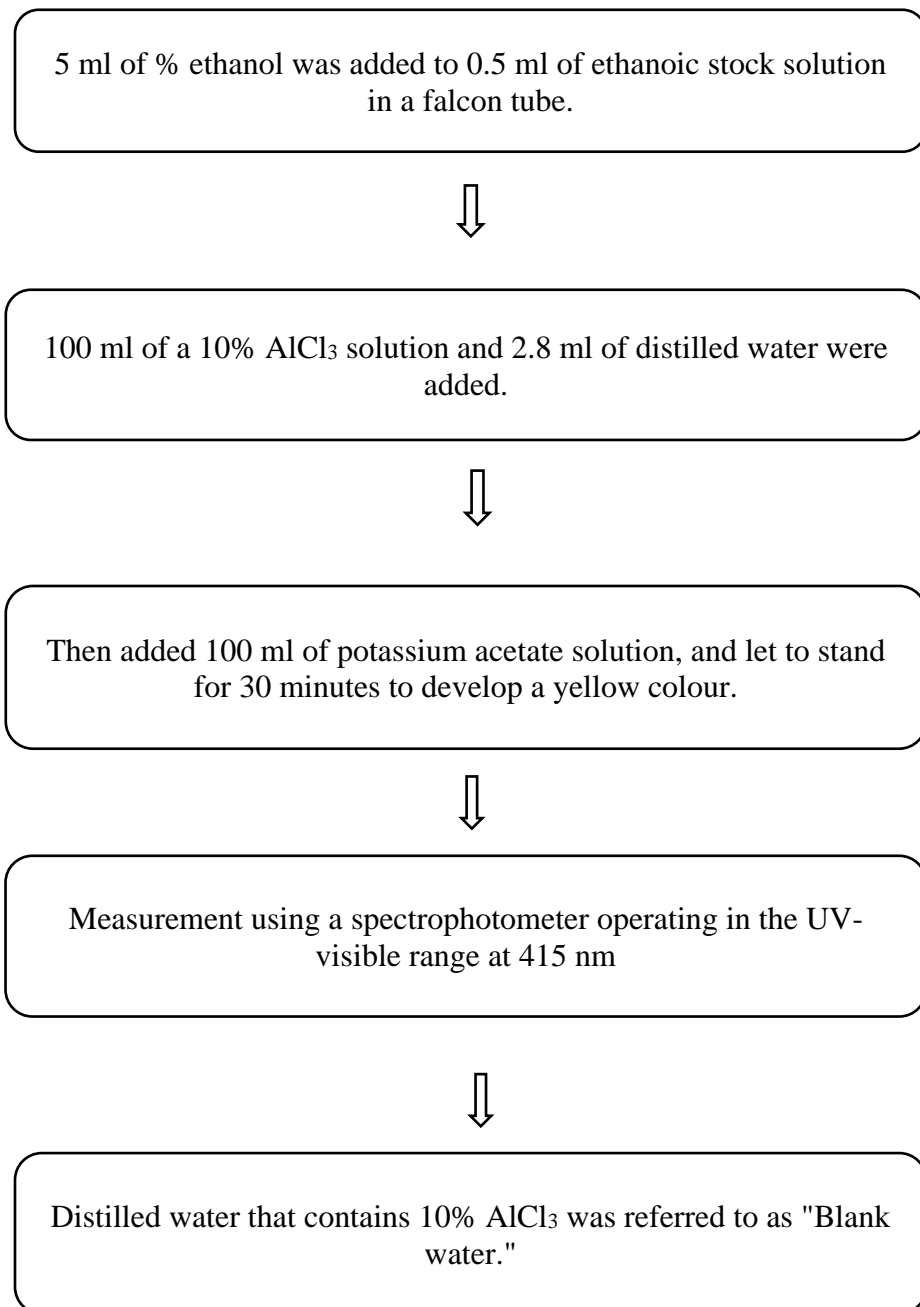 5 ml of % ethanol was added to 0.5 ml of ethanoic stock solution
in a falcon tube.
100 ml of a 10% AlCl₃ solution and 2.8 ml of distilled water were
added.
Then added 100 ml of potassium acetate solution, and let to stand
for 30 minutes to develop a yellow colour.
Measurement using a spectrophotometer operating in the UV-
visible range at 415 nm
Distilled water that contains 10% AlCl₃ was referred to as "Blank
water."